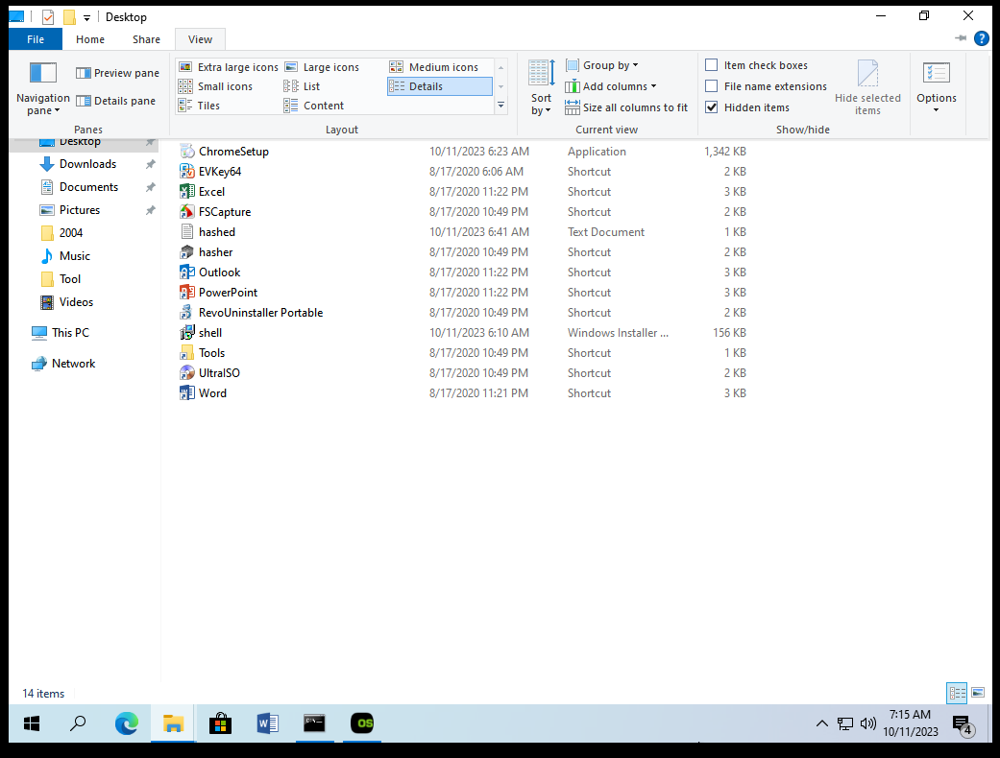 Desktop
File Home Share View
Navigation pane
Preview pane
Details pane
Panes
Extra large icons Large icons Medium icons
Small icons List Details
Tiles Content
Layout
Sort by
Group by
Add columns
Size all columns to fit
Current view
Item check boxes
File name extensions
Hidden items
Hide selected items
Show/hide
Options
?
Desktop
Downloads
Documents
Pictures
2004
Music
Tool
Videos
This PC
Network
ChromeSetup 10/11/2023 6:23 AM Application 1,342 KB
EVKey64 8/17/2020 6:06 AM Shortcut 2 KB
Excel 8/17/2020 11:22 PM Shortcut 3 KB
FSCapture 8/17/2020 10:49 PM Shortcut 2 KB
hashed 10/11/2023 6:41 AM Text Document 1 KB
hasher 8/17/2020 10:49 PM Shortcut 2 KB
Outlook 8/17/2020 11:22 PM Shortcut 3 KB
PowerPoint 8/17/2020 11:22 PM Shortcut 3 KB
RevoUninstaller Portable 8/17/2020 10:49 PM Shortcut 2 KB
shell 10/11/2023 6:10 AM Windows Installer ... 156 KB
Tools 8/17/2020 10:49 PM Shortcut 1 KB
UltraISO 8/17/2020 10:49 PM Shortcut 2 KB
Word 8/17/2020 11:21 PM Shortcut 3 KB
14 items
OS
7:15 AM
10/11/2023
4